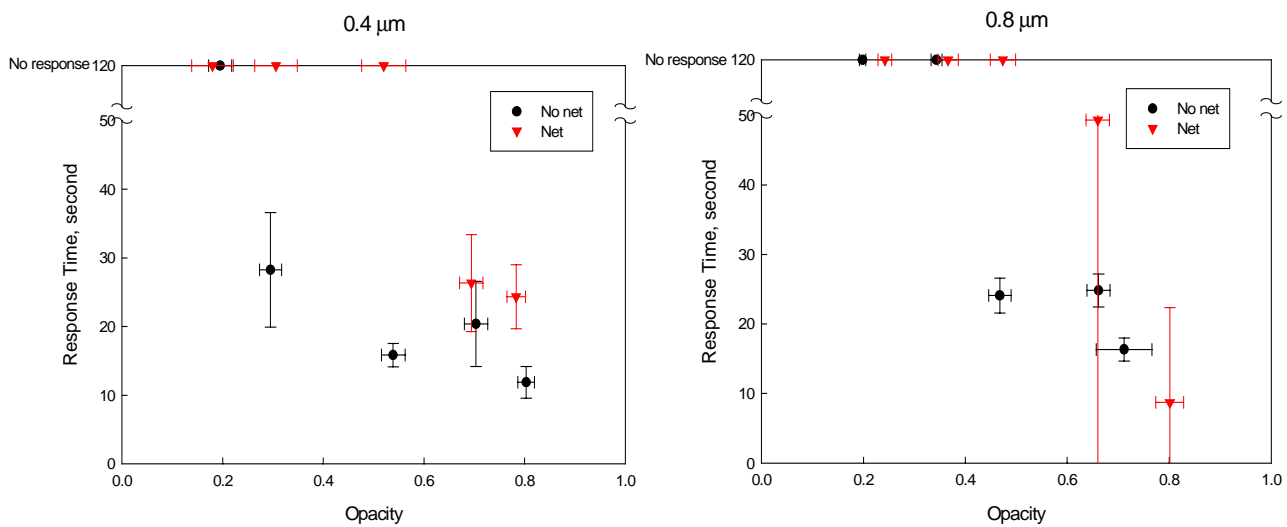 0.4 μm
No response 120
50
40
30
20
10
0
0.0 0.2 0.4 0.6 0.8 1.0
Response Time, second
Opacity
No net
Net
0.8 μm
No response 120
50
40
30
20
10
0
0.0 0.2 0.4 0.6 0.8 1.0
Response Time, second
Opacity
No net
Net